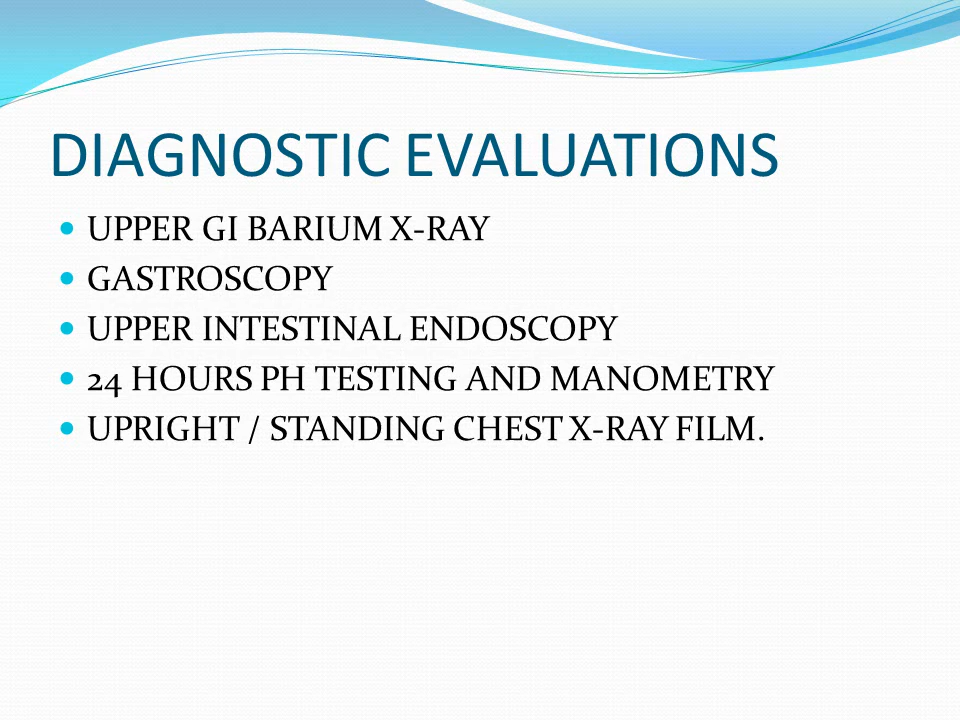 DIAGNOSTIC EVALUATIONS
UPPER GI BARIUM X-RAY
GASTROSCOPY
UPPER INTESTINAL ENDOSCOPY
24 HOURS PH TESTING AND MANOMETRY
UPRIGHT / STANDING CHEST X-RAY FILM.